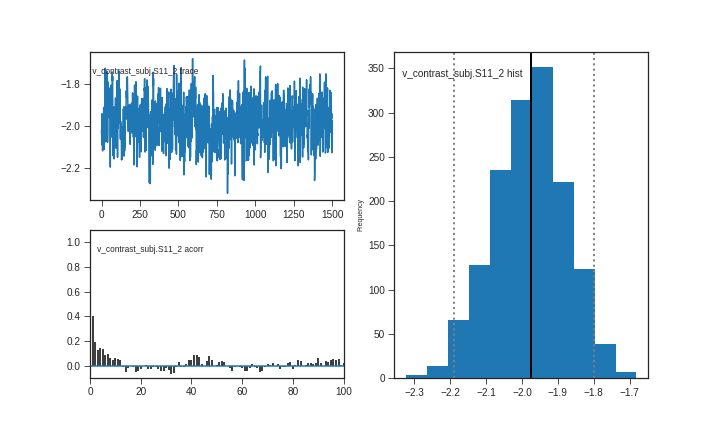 v_contrast_subj.S11_2 trace
−1.8
−2.0
−2.2
0 250 500 750 1000 1250 1500
v_contrast_subj.S11_2 acorr
1.0
0.8
0.6
0.4
0.2
0.0
0 20 40 60 80 100
v_contrast_subj.S11_2 hist
Frequency
350
300
250
200
150
100
50
0
−2.3 −2.2 −2.1 −2.0 −1.9 −1.8 −1.7